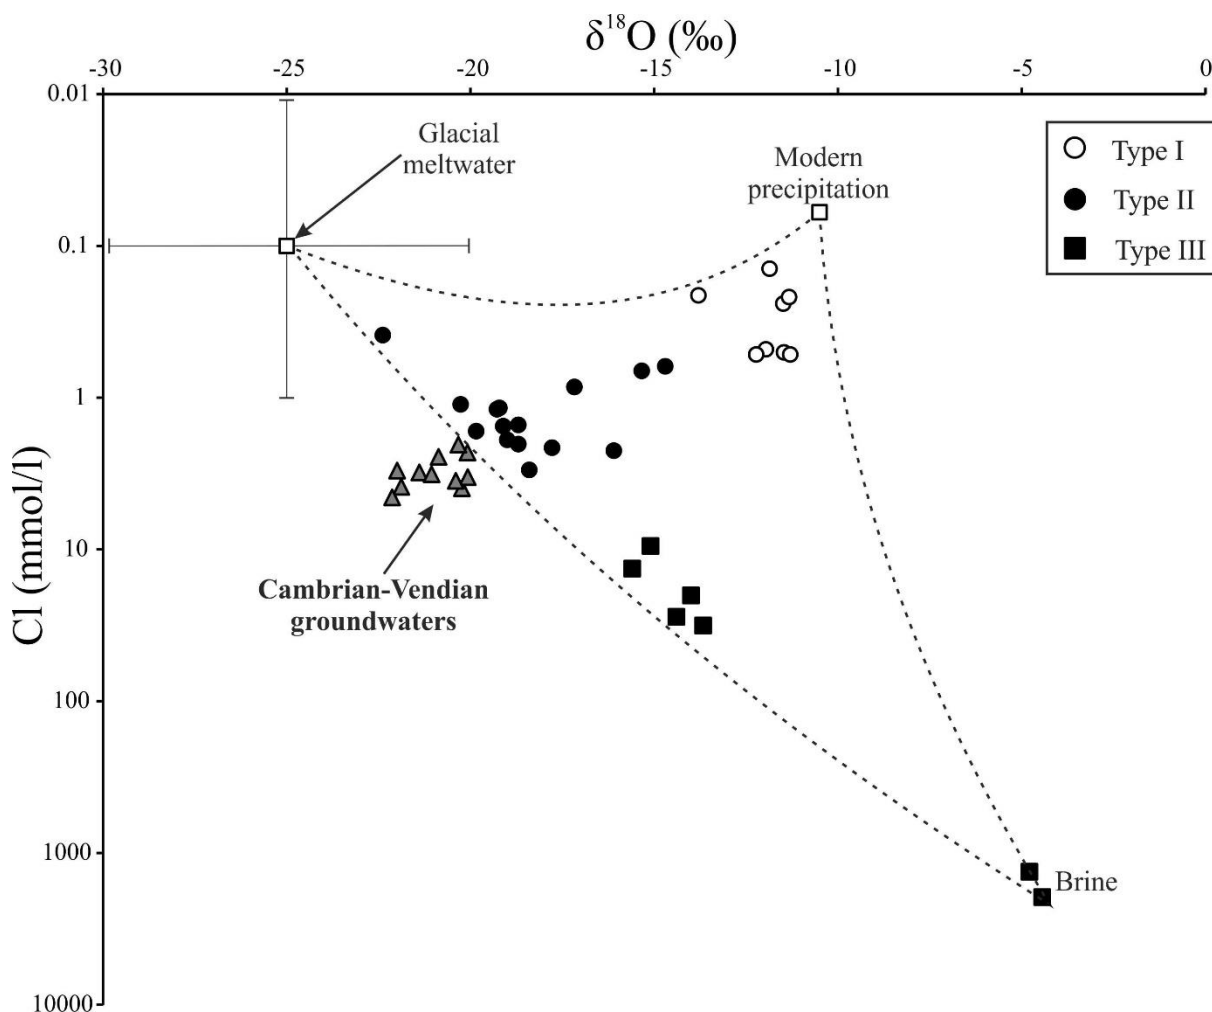 δ¹⁸O (‰)
-30 -25 -20 -15 -10 -5 0
0.01
0.1
1
10
100
1000
10000
Cl (mmol/l)
Glacial
meltwater
Modern
precipitation
Type I
Type II
Type III
Cambrian-Vendian
groundwaters
Brine